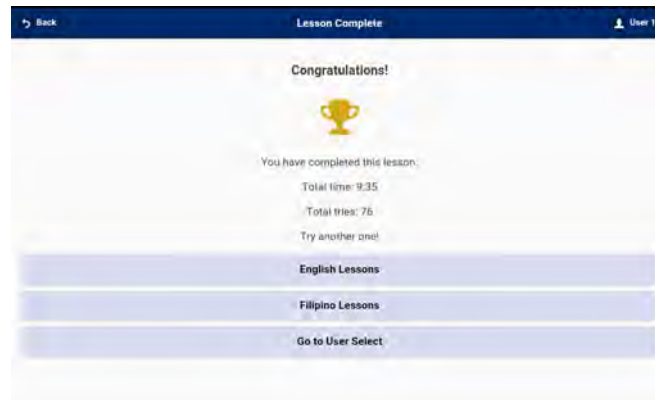 Back Lesson Complete User 1
Congratulations!
You have completed this lesson.
Total time: 9:35
Total tries: 76
Try another one!
English Lessons
Filipino Lessons
Go to User Select